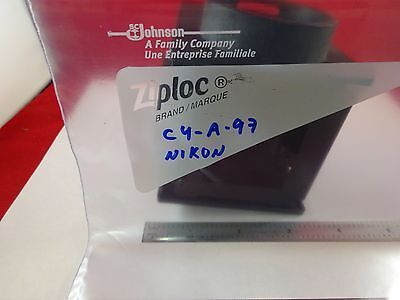 SC Johnson
A Family Company
Une Entreprise Familiale
Ziploc®
BRAND / MARQUE
C4-A-97
NIKON